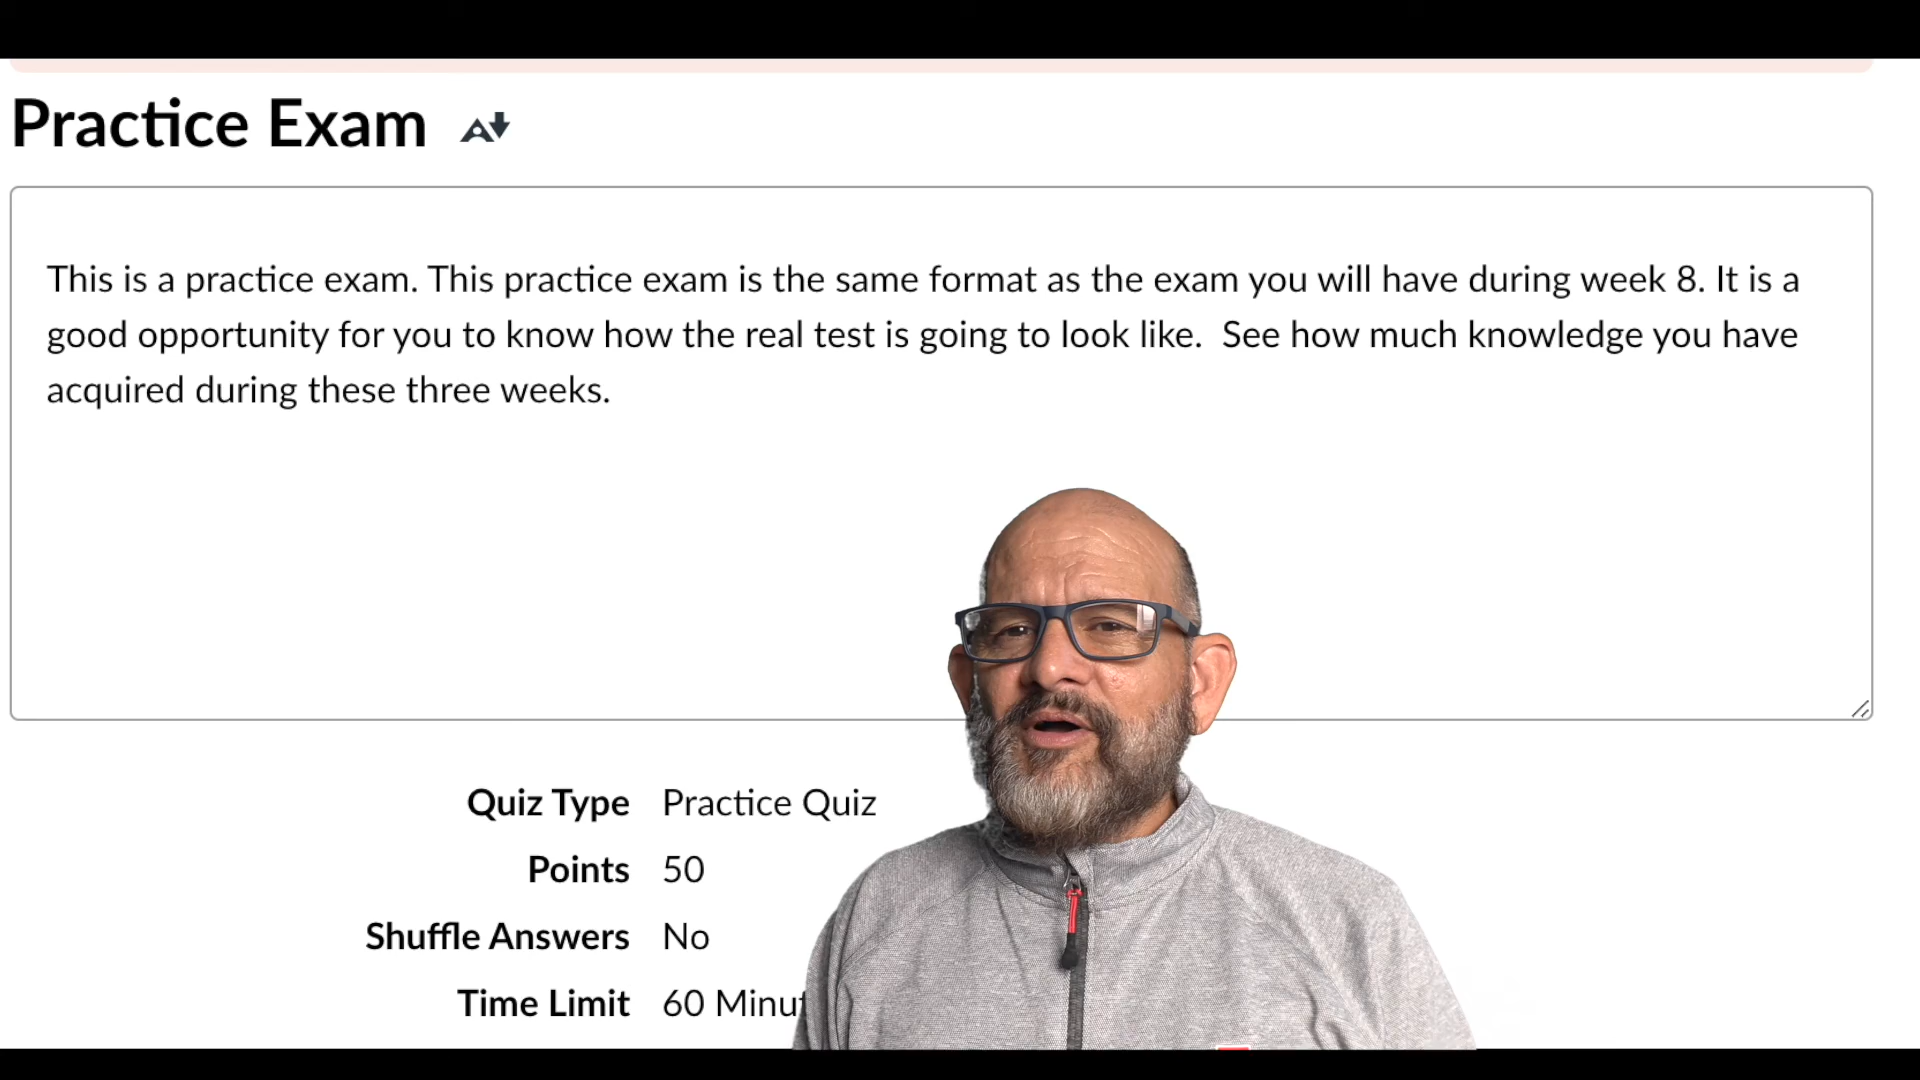 Practice Exam
This is a practice exam. This practice exam is the same format as the exam you will have during week 8. It is a
good opportunity for you to know how the real test is going to look like.  See how much knowledge you have
acquired during these three weeks.
Quiz Type Practice Quiz
Points 50
Shuffle Answers No
Time Limit 60